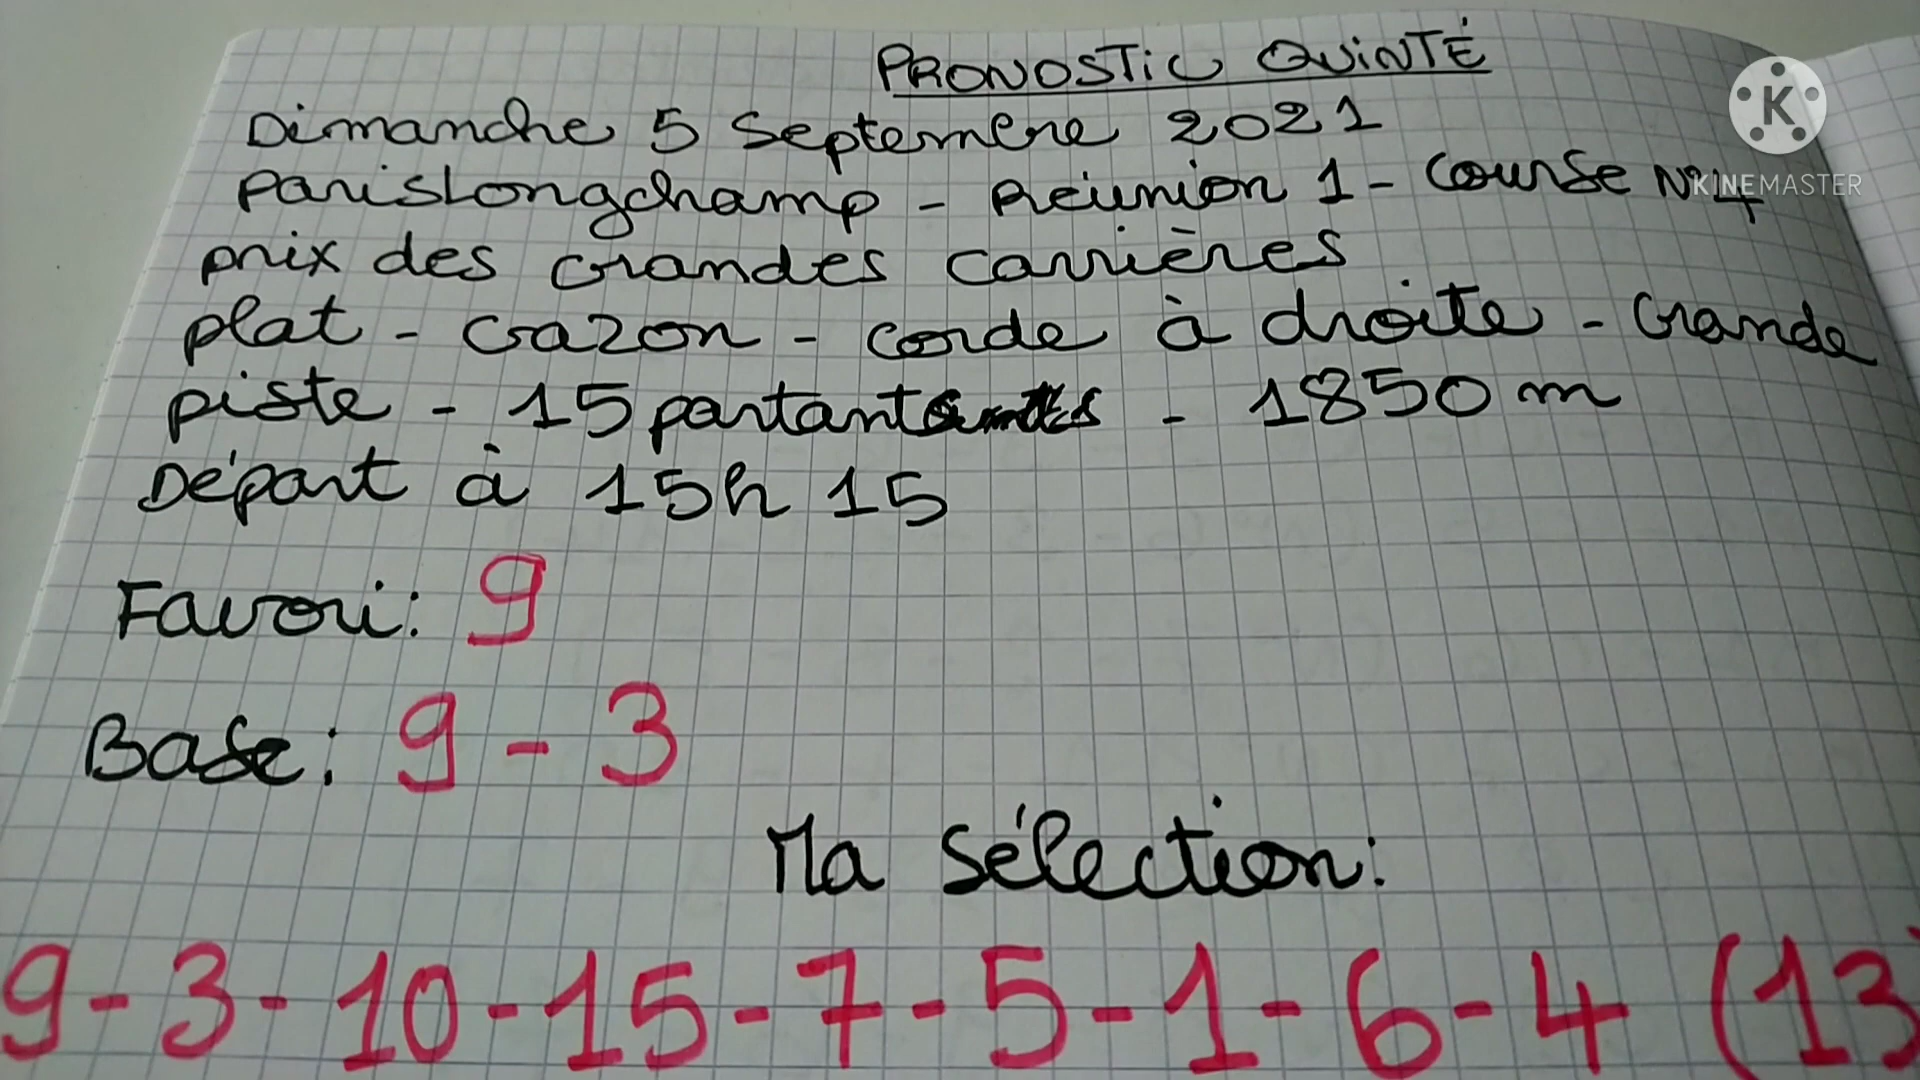 PRONOSTIC QUINTÉ
Dimanche 5 Septembre 2021
ParisLongchamp - Réunion 1 - Course N°4
prix des Grandes Carrières
plat - Gazon - corde à droite - Grande
piste - 15 partants - 1850 m
Départ à 15h 15
Favori: 9
Base: 9 - 3
Ma Sélection:
9 - 3 - 10 - 15 - 7 - 5 - 1 - 6 - 4 (13)
K
KINEMASTER